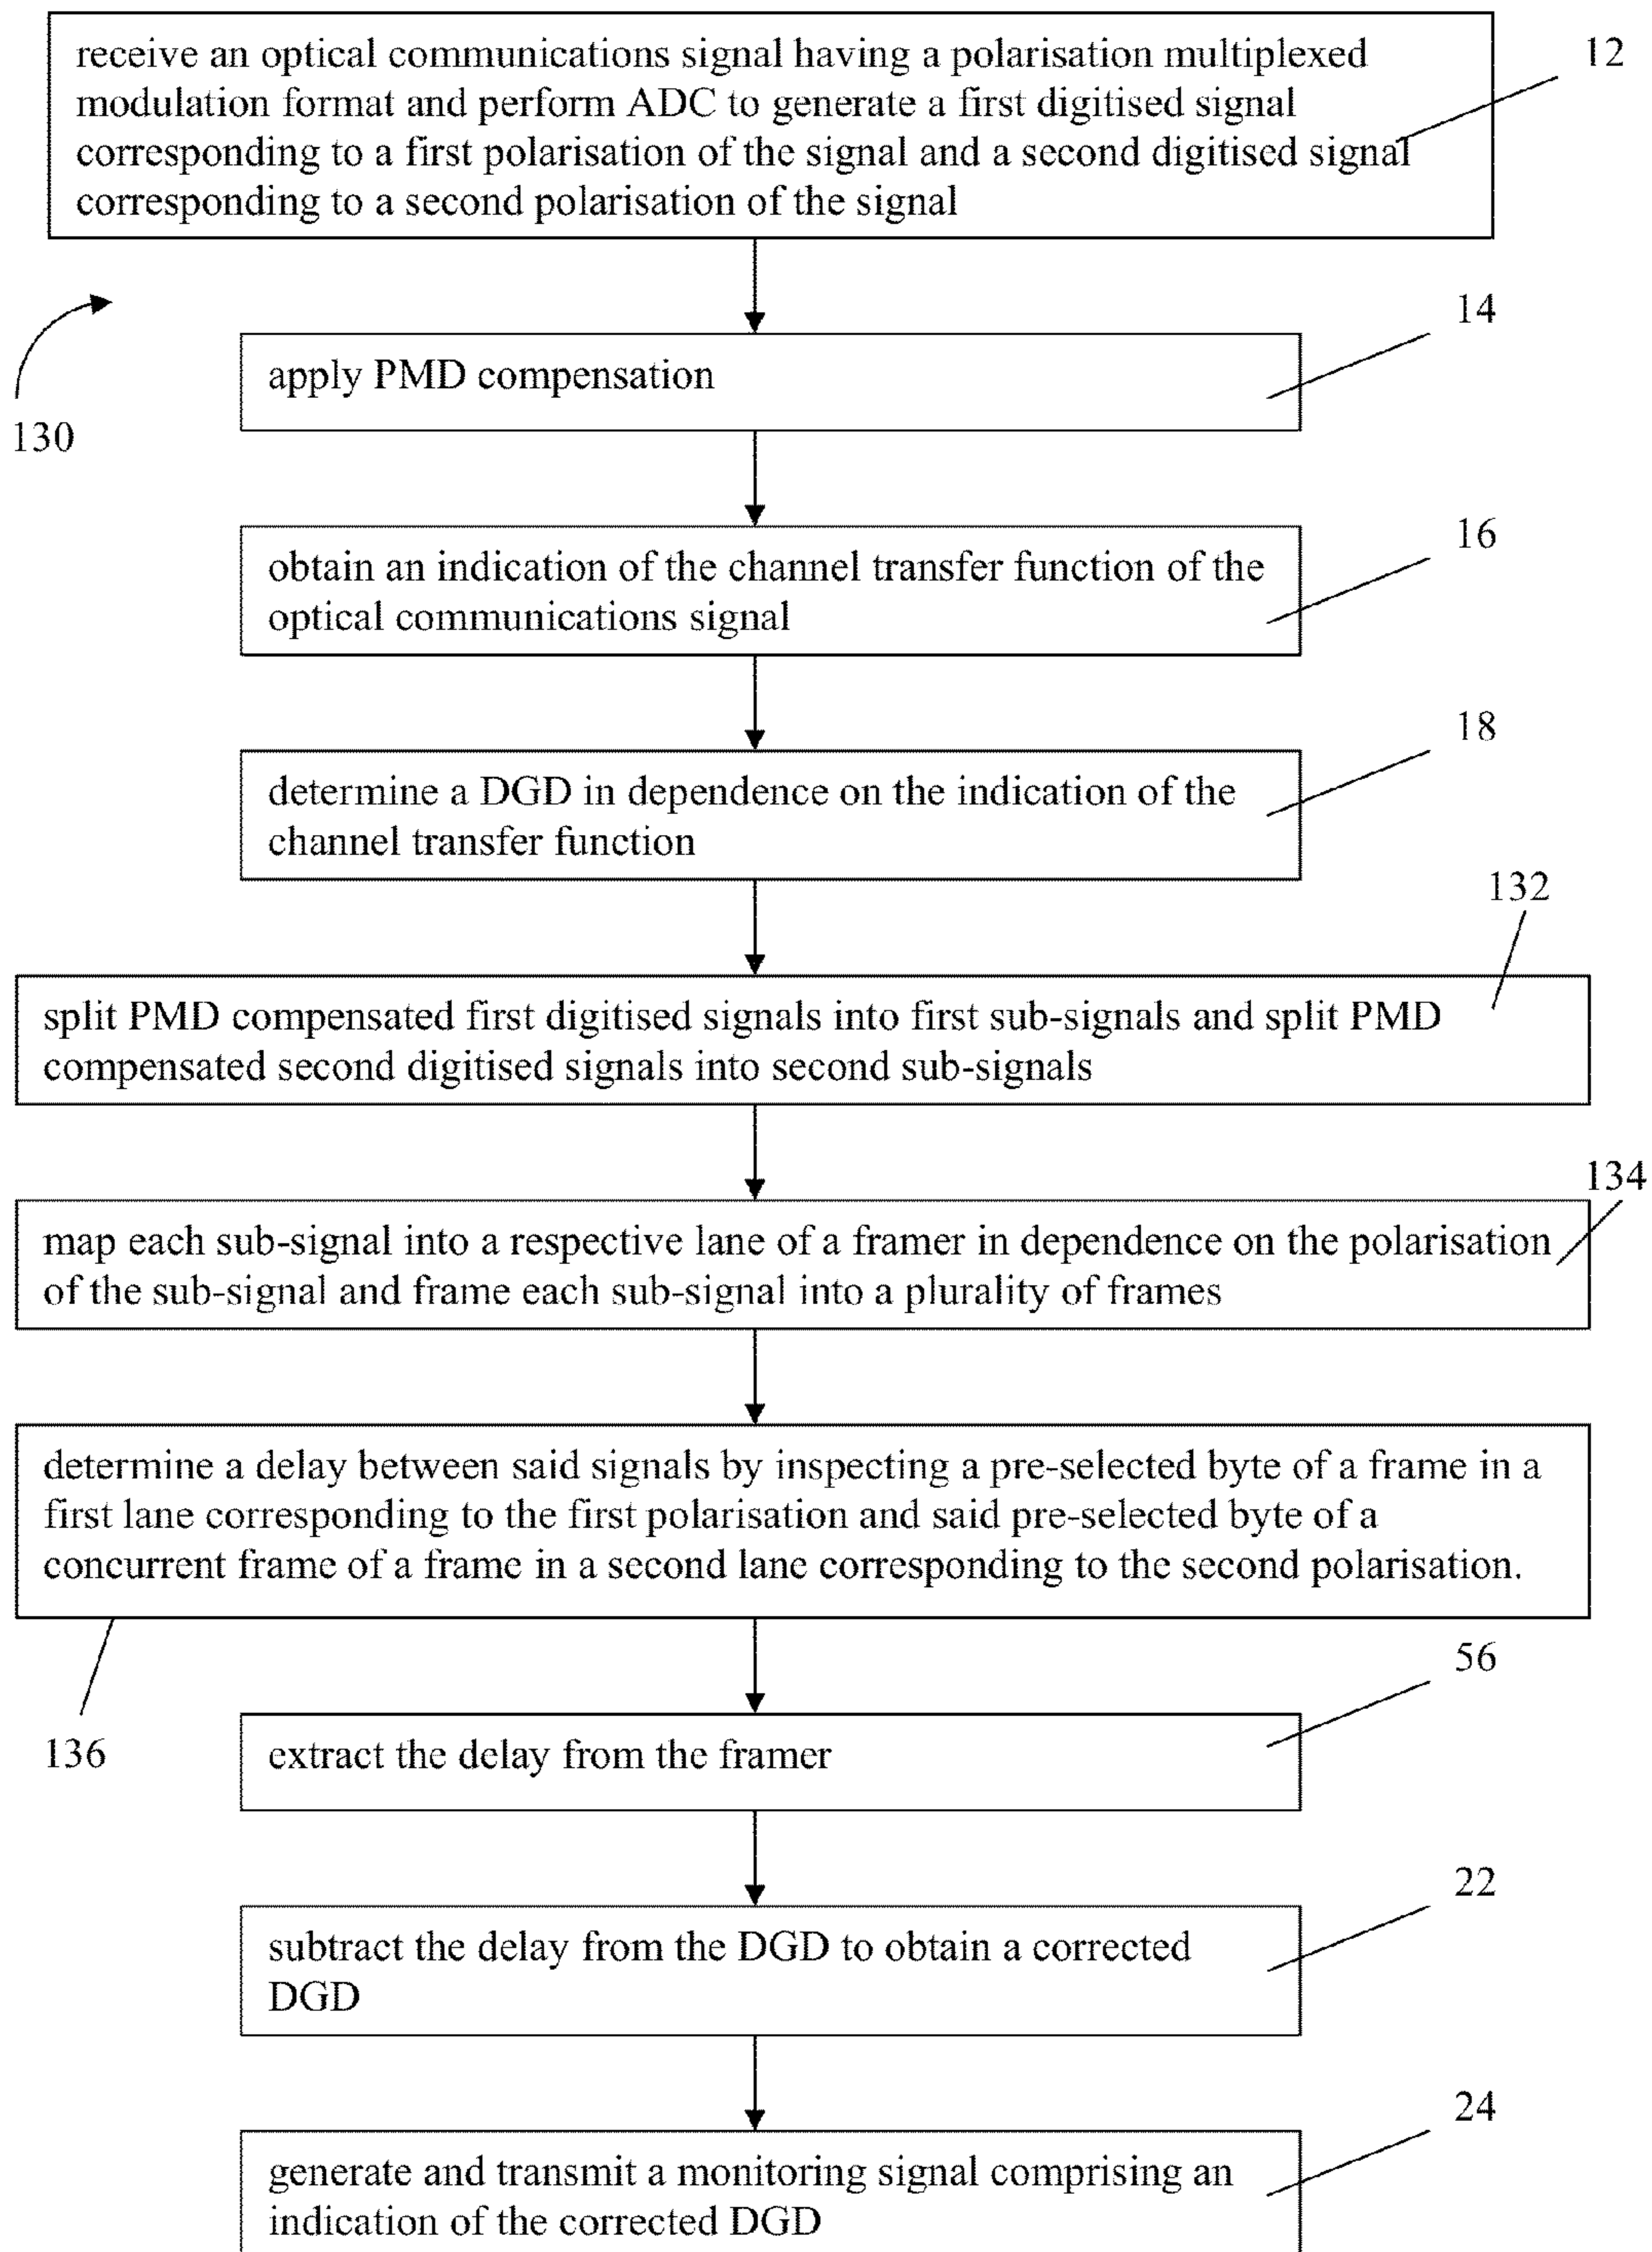 receive an optical communications signal having a polarisation multiplexed
modulation format and perform ADC to generate a first digitised signal
corresponding to a first polarisation of the signal and a second digitised signal
corresponding to a second polarisation of the signal
12
130
apply PMD compensation
14
obtain an indication of the channel transfer function of the
optical communications signal
16
determine a DGD in dependence on the indication of the
channel transfer function
18
split PMD compensated first digitised signals into first sub-signals and split PMD
compensated second digitised signals into second sub-signals
132
map each sub-signal into a respective lane of a framer in dependence on the polarisation
of the sub-signal and frame each sub-signal into a plurality of frames
134
determine a delay between said signals by inspecting a pre-selected byte of a frame in a
first lane corresponding to the first polarisation and said pre-selected byte of a
concurrent frame of a frame in a second lane corresponding to the second polarisation.
136
extract the delay from the framer
56
subtract the delay from the DGD to obtain a corrected
DGD
22
generate and transmit a monitoring signal comprising an
indication of the corrected DGD
24